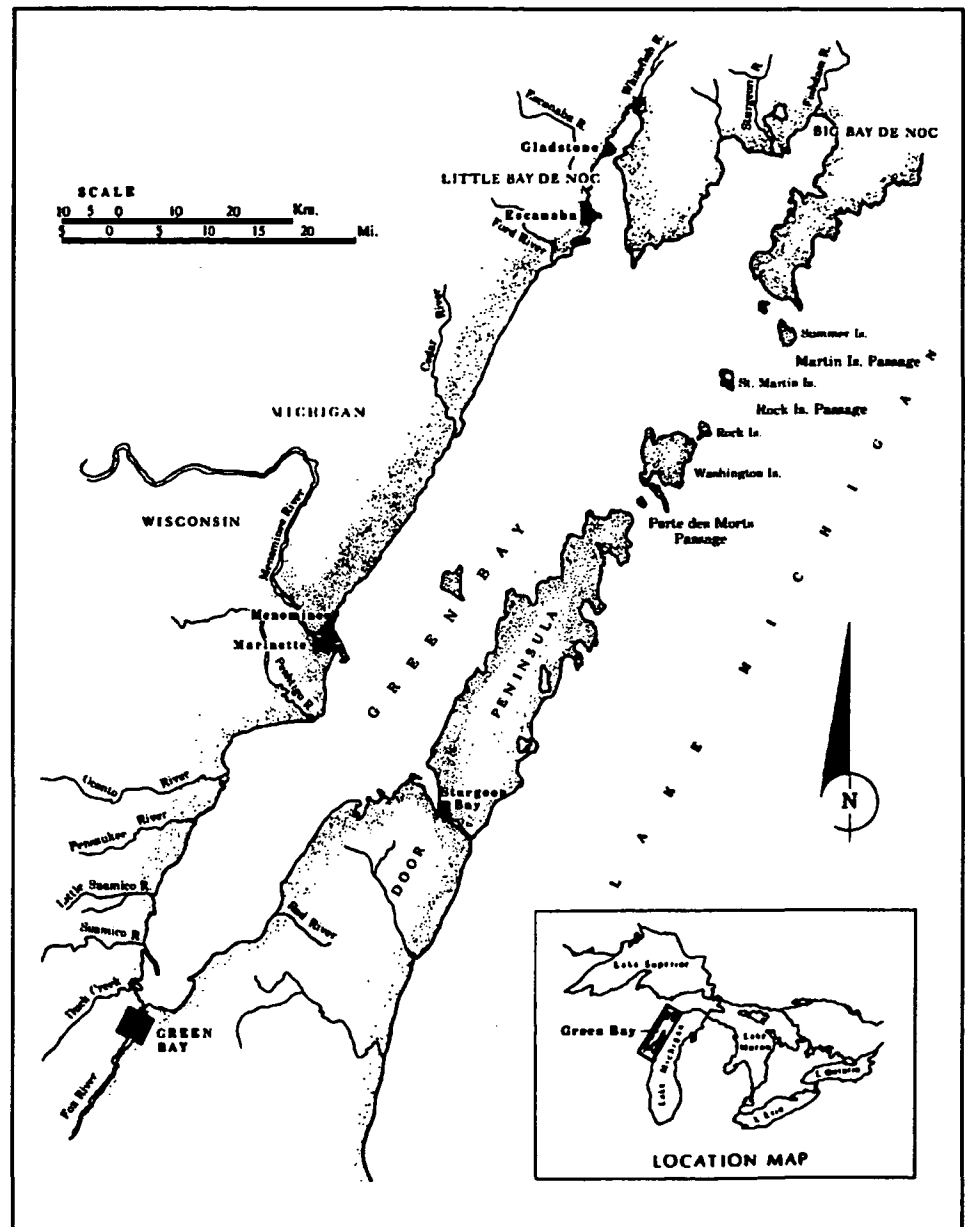 Whitefish R.
Escanaba R.
Sturgeon R.
Fishdam R.
BIG BAY DE NOC
Gladstone
LITTLE BAY DE NOC
SCALE
10 5 0 10 20 Km.
5 0 5 10 15 20 Mi.
Escanaba
Ford River
Cedar River
Summer Is.
Martin Is. Passage
St. Martin Is.
Rock Is. Passage
MICHIGAN
Rock Is.
Washington Is.
WISCONSIN
Menominee River
Porte des Morts
Passage
GREEN BAY
LAKE MICHIGAN
Menominee
Marinette
Peshtigo R.
PENINSULA
Oconto River
Sturgeon
Bay
Pensaukee River
DOOR
Little Suamico R.
Red River
Suamico R.
Duck Creek
GREEN
BAY
Fox River
N
Lake Superior
Green Bay
Lake Michigan
Lake
Huron
L. Ontario
L. Erie
LOCATION MAP